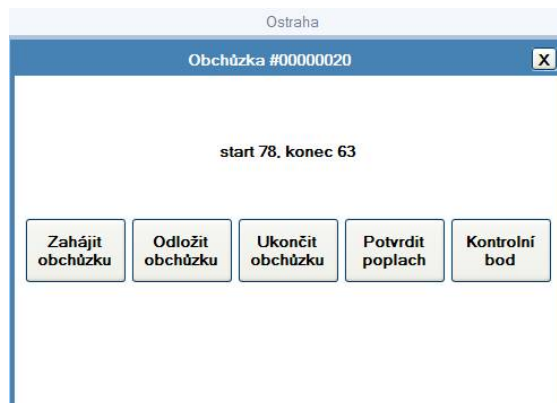 Ostraha
Obchůzka #00000020
X
start 78, konec 63
Zahájit
obchůzku
Odložit
obchůzku
Ukončit
obchůzku
Potvrdit
poplach
Kontrolní
bod